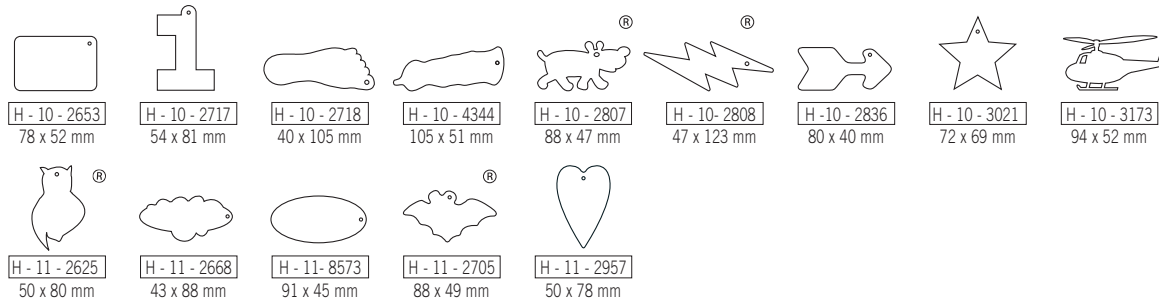 ® ®
H - 10 - 2653 H - 10 - 2717 H - 10 - 2718 H - 10 - 4344 H - 10 - 2807 H - 10- 2808 H -10 - 2836 H - 10 - 3021 H - 10 - 3173
78 x 52 mm 54 x 81 mm 40 x 105 mm 105 x 51 mm 88 x 47 mm 47 x 123 mm 80 x 40 mm 72 x 69 mm 94 x 52 mm
® ®
H - 11 - 2625 H - 11 - 2668 H - 11- 8573 H - 11 - 2705 H - 11 - 2957
50 x 80 mm 43 x 88 mm 91 x 45 mm 88 x 49 mm 50 x 78 mm